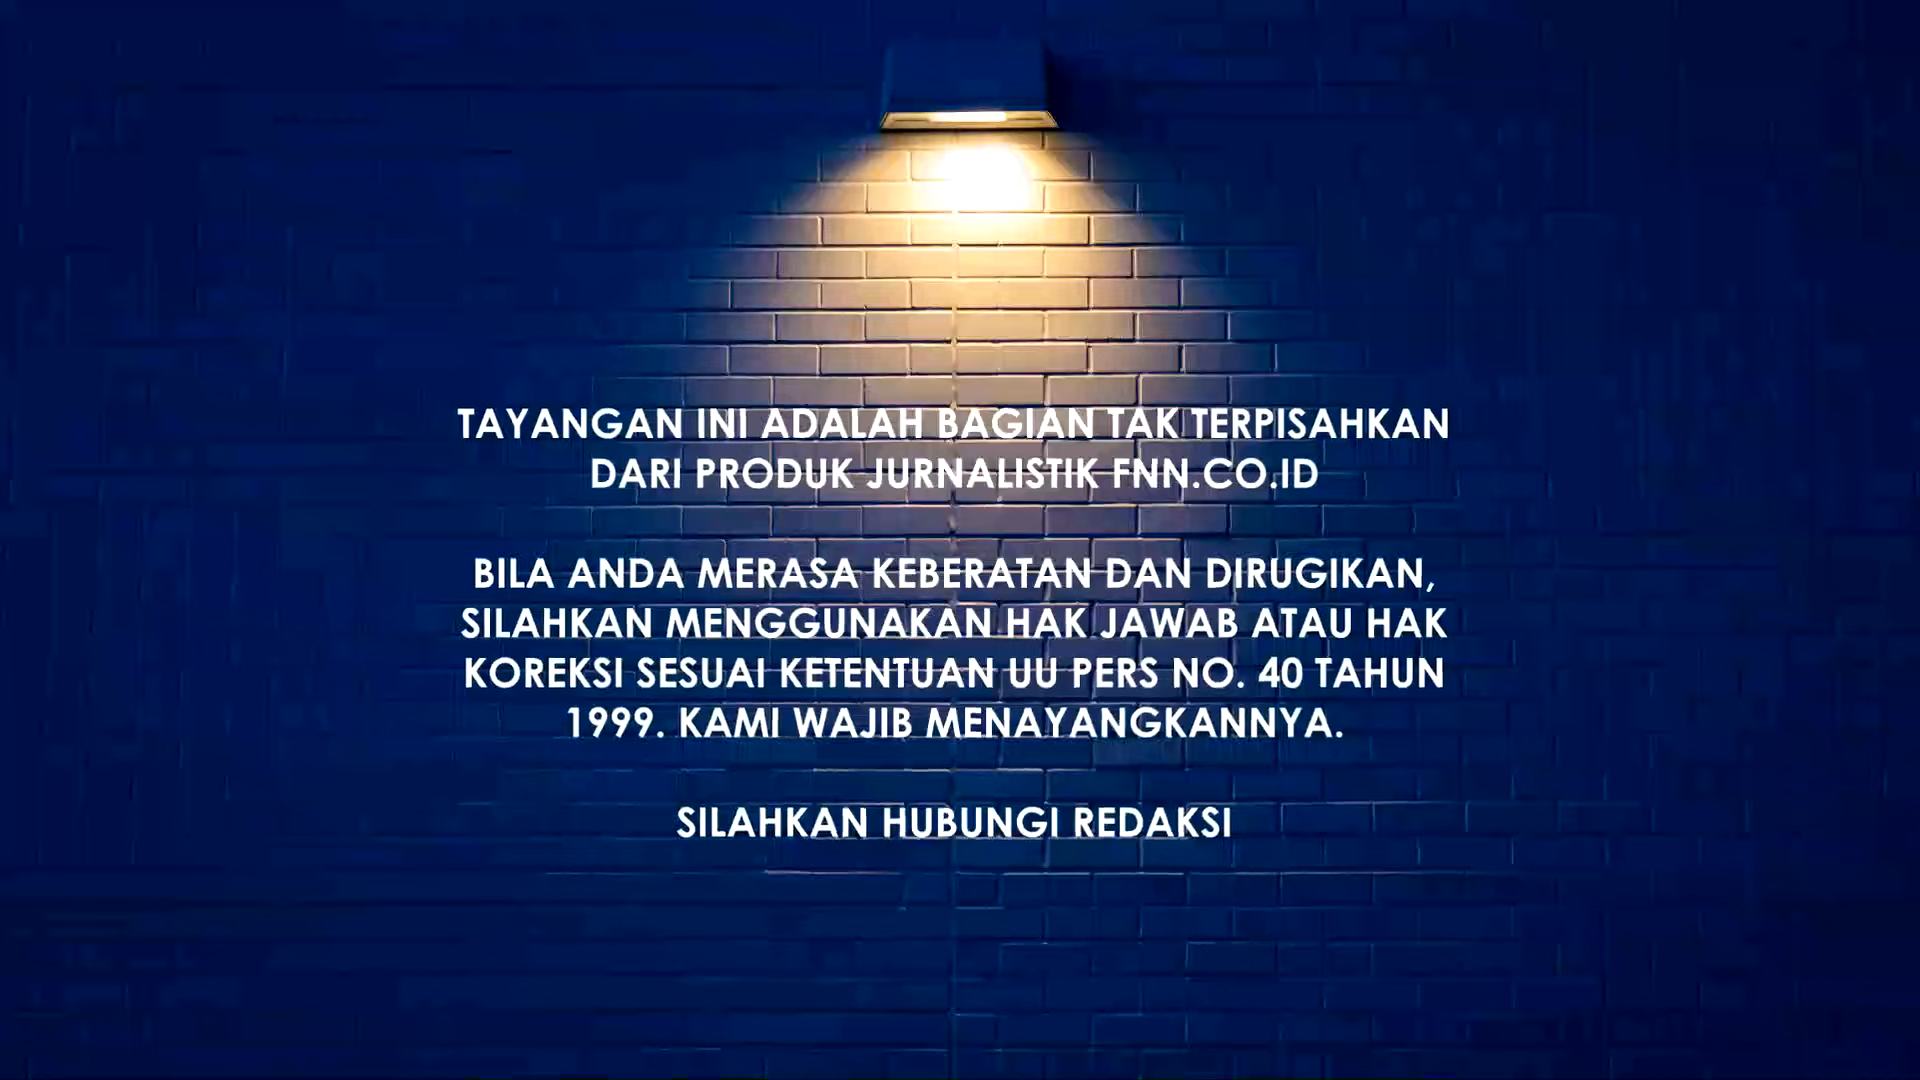 TAYANGAN INI ADALAH BAGIAN TAK TERPISAHKAN
DARI PRODUK JURNALISTIK FNN.CO.ID
BILA ANDA MERASA KEBERATAN DAN DIRUGIKAN,
SILAHKAN MENGGUNAKAN HAK JAWAB ATAU HAK
KOREKSI SESUAI KETENTUAN UU PERS NO. 40 TAHUN
1999. KAMI WAJIB MENAYANGKANNYA.
SILAHKAN HUBUNGI REDAKSI